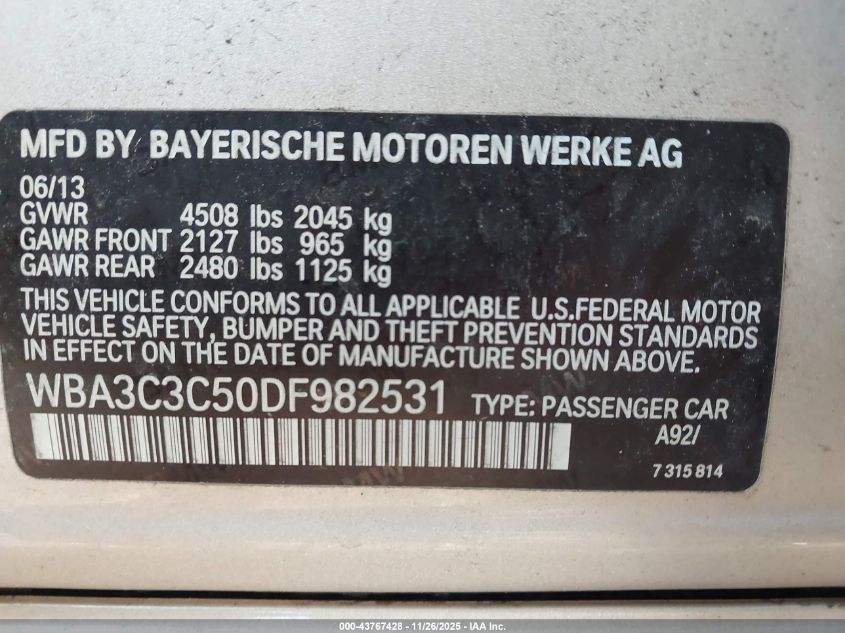 MFD BY BAYERISCHE MOTOREN WERKE AG
06/13
GVWR 4508 lbs 2045 kg
GAWR FRONT 2127 lbs 965 kg
GAWR REAR 2480 lbs 1125 kg
THIS VEHICLE CONFORMS TO ALL APPLICABLE U.S.FEDERAL MOTOR
VEHICLE SAFETY, BUMPER AND THEFT PREVENTION STANDARDS
IN EFFECT ON THE DATE OF MANUFACTURE SHOWN ABOVE.
WBA3C3C50DF982531 TYPE: PASSENGER CAR
A92/
7 315 814
000-43767428 - 11/26/2025 - IAA Inc.